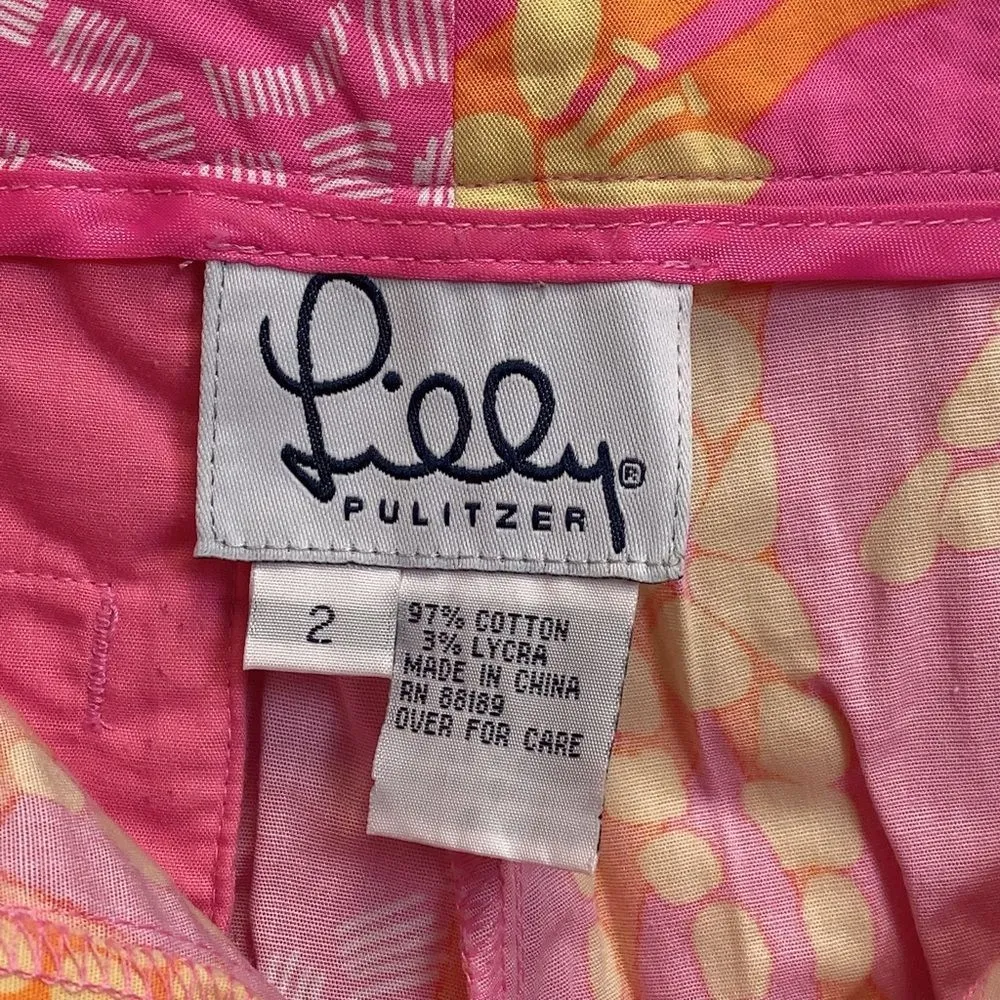 Lilly®
PULITZER
2
97% COTTON
3% LYCRA
MADE IN CHINA
RN 88189
OVER FOR CARE